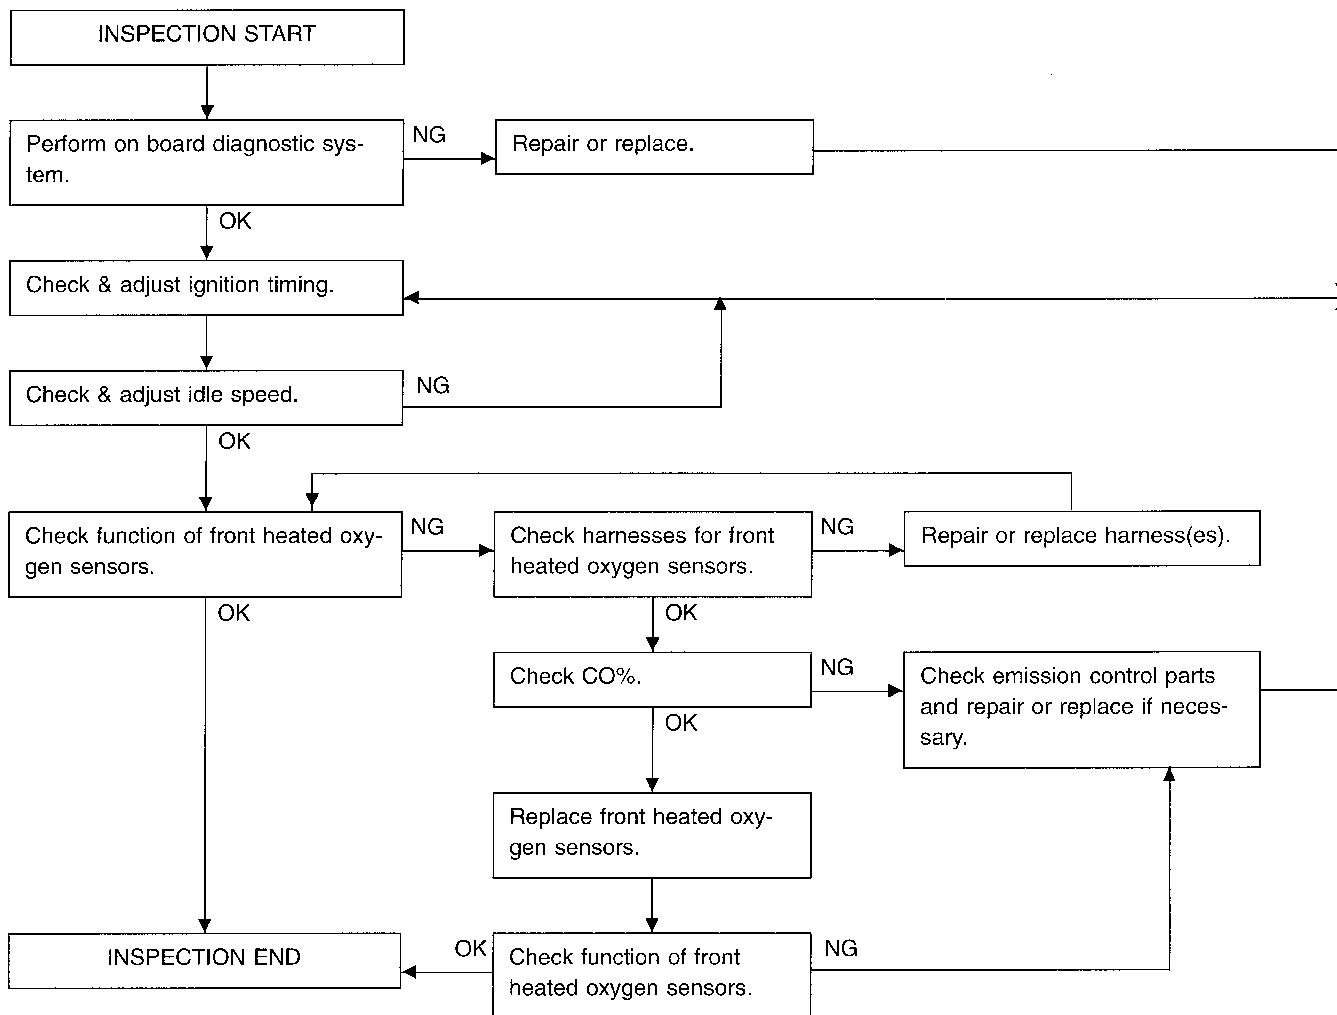 INSPECTION START
Perform on board diagnostic sys-
tem.
NG
Repair or replace.
OK
Check & adjust ignition timing.
Check & adjust idle speed.
NG
OK
Check function of front heated oxy-
gen sensors.
NG
Check harnesses for front
heated oxygen sensors.
NG
Repair or replace harness(es).
OK
OK
Check CO%.
NG
Check emission control parts
and repair or replace if neces-
sary.
OK
Replace front heated oxy-
gen sensors.
INSPECTION END
OK
Check function of front
heated oxygen sensors.
NG